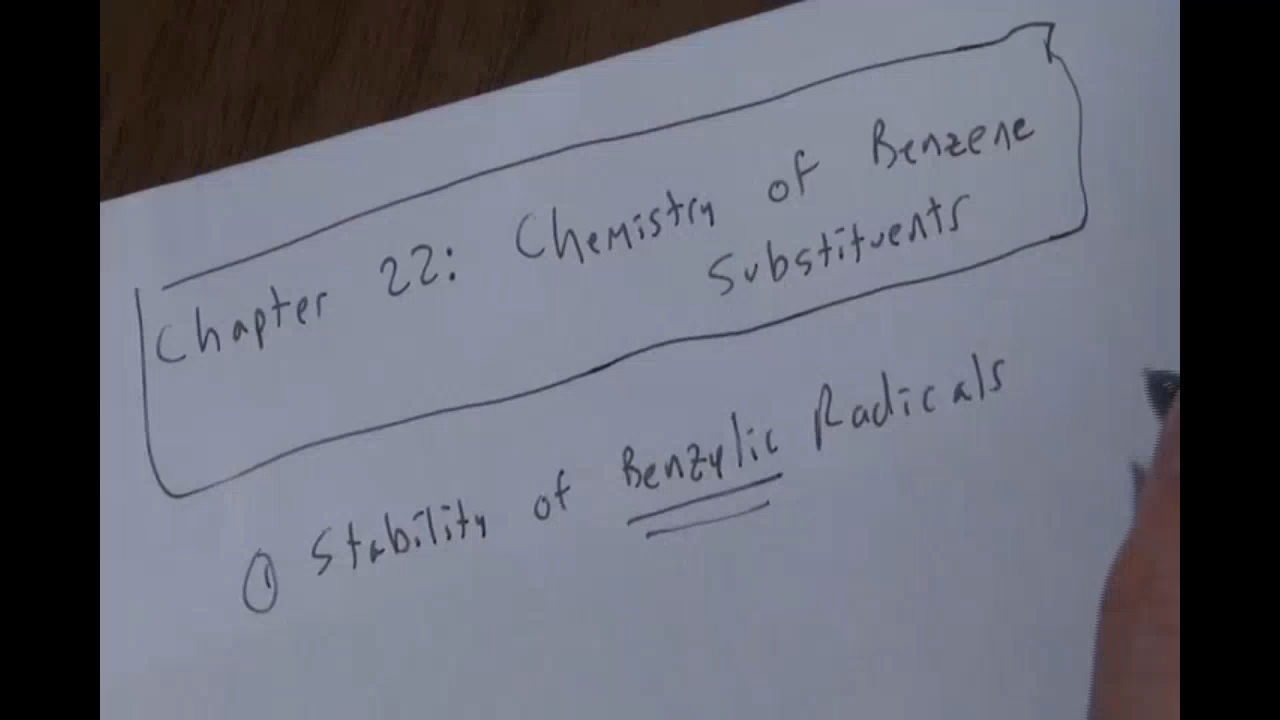 Chapter 22: Chemistry of Benzene
Substituents
① Stability of Benzylic Radicals